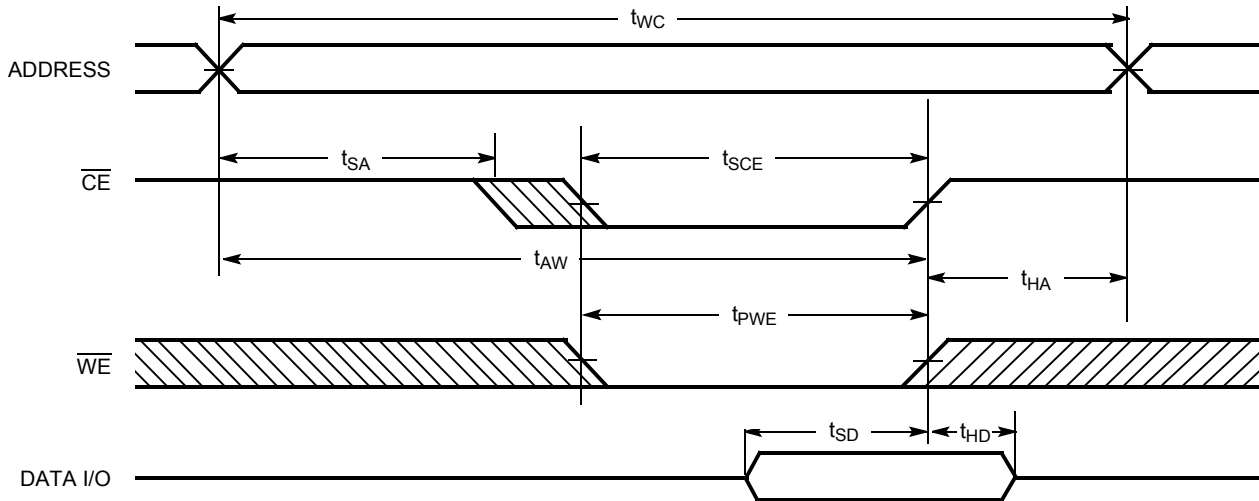 tWC
ADDRESS
tSA
tSCE
CE
tAW
tHA
tPWE
WE
tSD
tHD
DATA I/O